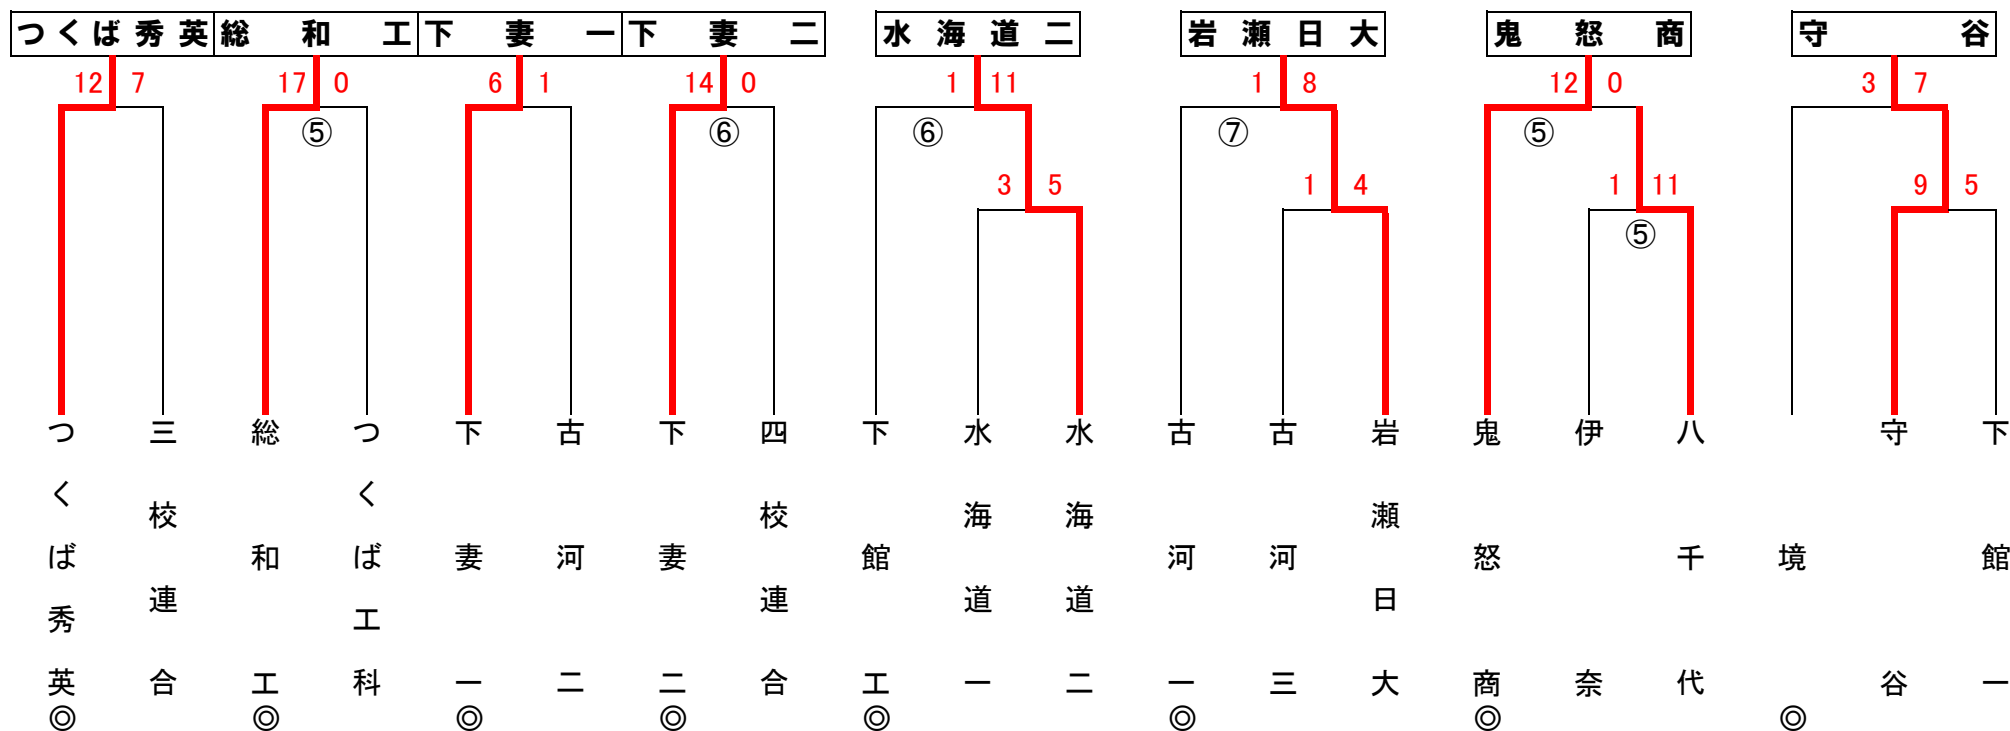 つくば秀英 総和工 下妻一 下妻二 水海道二 岩瀬日大 鬼怒商 守谷
12 7 17 0 6 1 14 0 1 11 1 8 12 0 3 7
⑤ ⑥ ⑥ ⑦ ⑤
3 5 1 4 1 11 9 5
⑤
つくば秀英◎
三校連合
総和工◎
つくば工科
下妻一◎
古河二
下妻二◎
四校連合
下館工◎
水海道一
水海道二
古河一◎
古河三
岩瀬日大
鬼怒商◎
伊奈
八千代
境◎
守谷
下館一